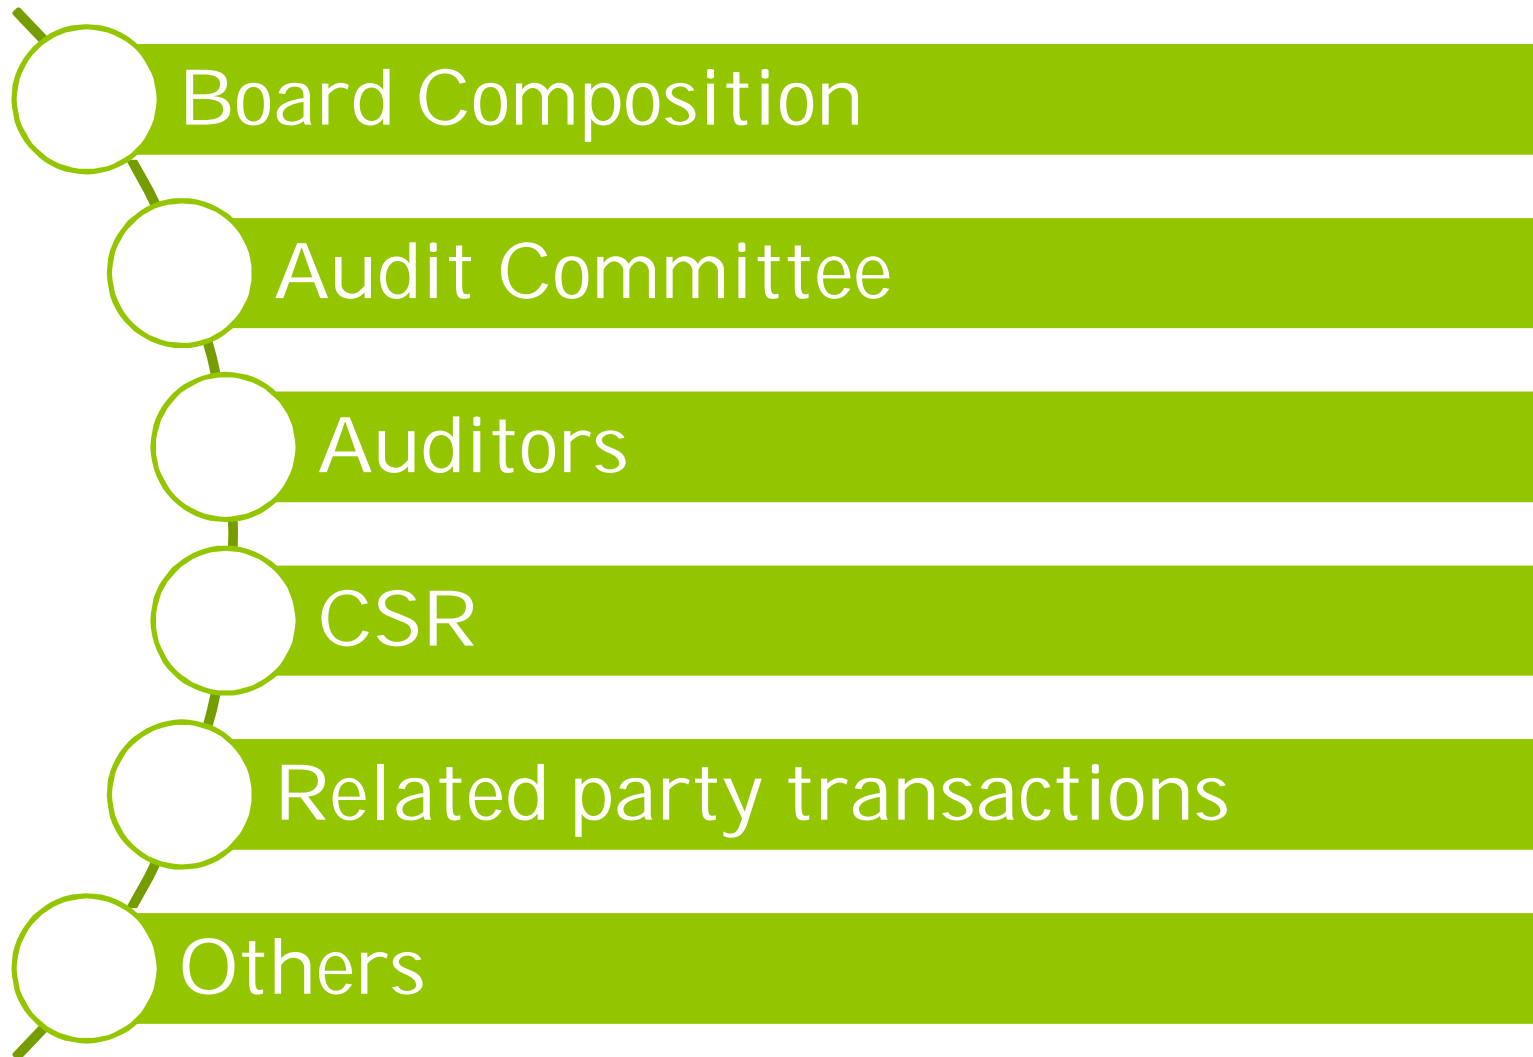 Board Composition
Audit Committee
Auditors
CSR
Related party transactions
Others